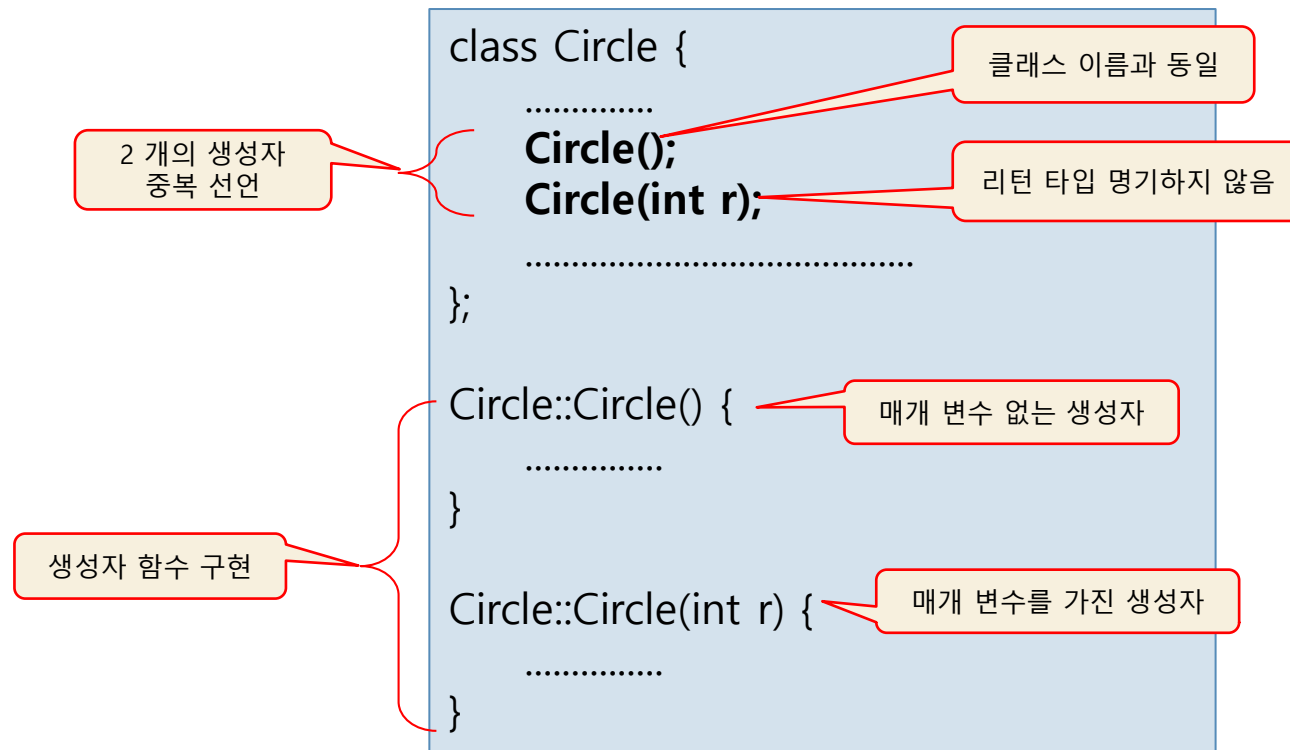 class Circle {
클래스 이름과 동일
..............
2 개의 생성자
중복 선언
Circle();
Circle(int r);
리턴 타입 명기하지 않음
..........................................
};
Circle::Circle() {
매개 변수 없는 생성자
...............
}
생성자 함수 구현
Circle::Circle(int r) {
매개 변수를 가진 생성자
...............
}